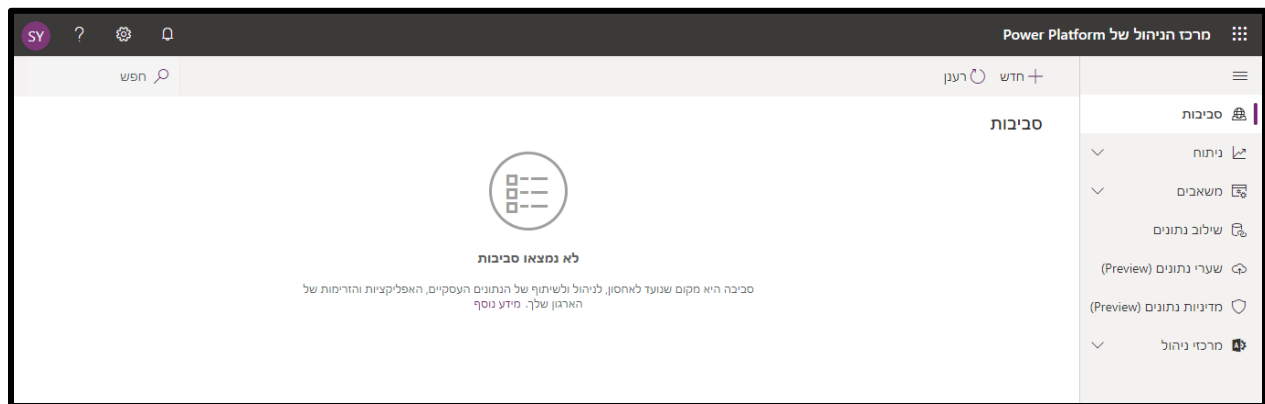 מרכז הניהול של Power Platform
? SY
+ חדש רענן
חפש
סביבות
ניתוח
משאבים
שילוב נתונים
שערי נתונים (Preview)
מדיניות נתונים (Preview)
מרכזי ניהול
סביבות
לא נמצאו סביבות
סביבה היא מקום שנועד לאחסון, לניהול ולשיתוף של הנתונים העסקיים, האפליקציות והזרימות של
הארגון שלך. מידע נוסף